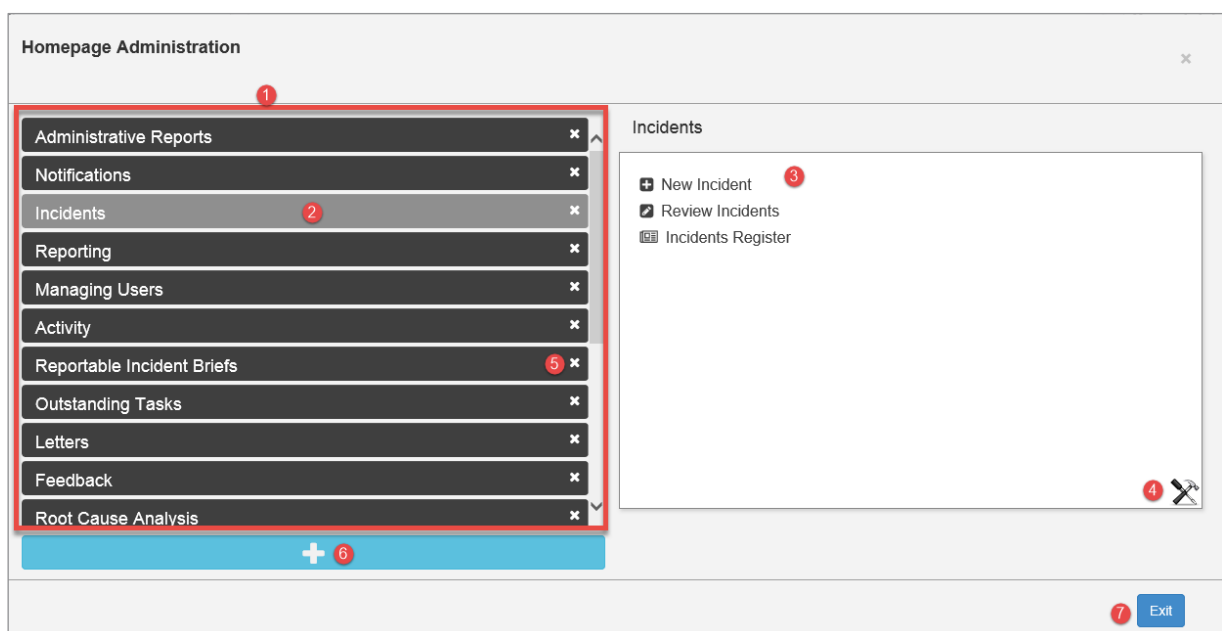 Homepage Administration
×
1
Administrative Reports
Notifications
Incidents 2
Reporting
Managing Users
Activity
Reportable Incident Briefs 5
Outstanding Tasks
Letters
Feedback
Root Cause Analysis
6
Incidents
New Incident 3
Review Incidents
Incidents Register
4
7 Exit